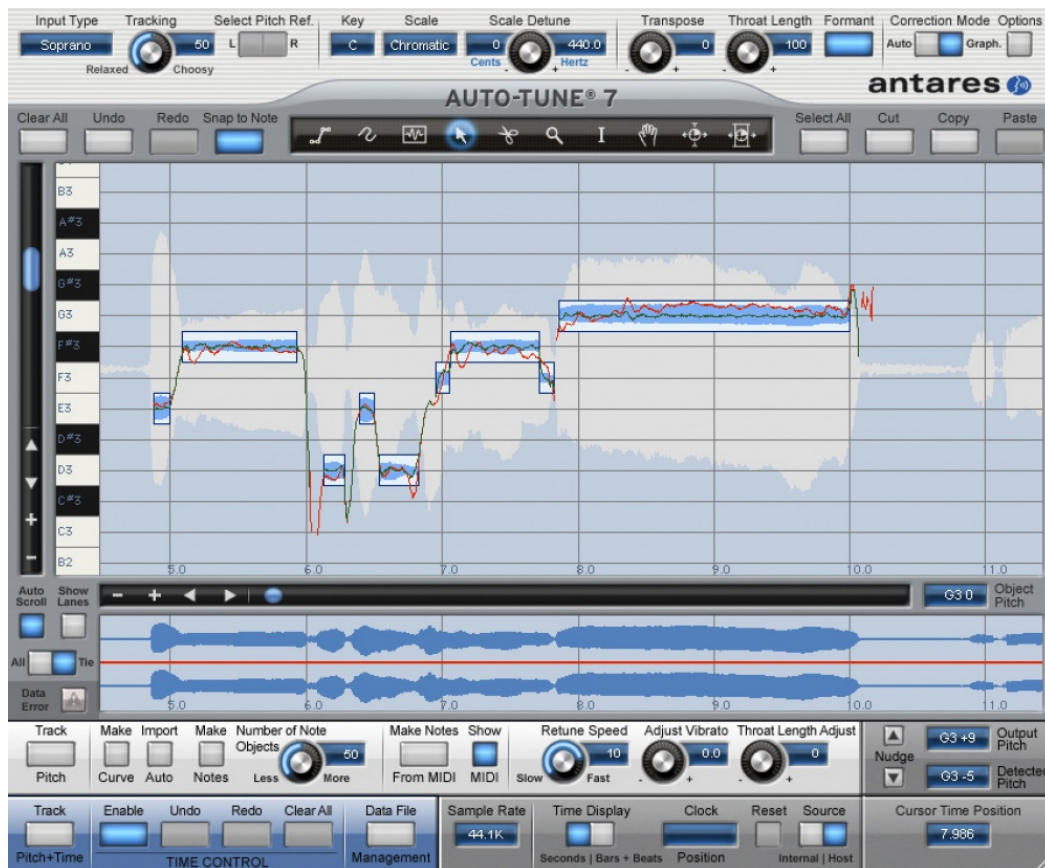 Input Type Tracking Select Pitch Ref. Key Scale Scale Detune Transpose Throat Length Formant Correction Mode Options
Soprano 50 L R C Chromatic 0 440.0 0 100 Auto Graph.
Relaxed Choosy Cents - + Hertz - + - +
antares
AUTO-TUNE® 7
Clear All Undo Redo Snap to Note Select All Cut Copy Paste
B3
A#3
A3
G#3
G3
F#3
F3
E3
D#3
D3
C#3
C3
B2
5.0 6.0 7.0 8.0 9.0 10.0 11.0
Auto Scroll Show Lanes G3 0 Object Pitch
All Tie
Data Error
5.0 6.0 7.0 8.0 9.0 10.0 11.0
Track Make Import Make Number of Note Make Notes Show Retune Speed Adjust Vibrato Throat Length Adjust
Objects 50 10 0.0 0 Nudge G3 +9 Output Pitch
Pitch Curve Auto Notes Less More From MIDI MIDI Slow Fast - + - + G3 -5 Detected Pitch
Track Enable Undo Redo Clear All Data File Sample Rate Time Display Clock Reset Source Cursor Time Position
44.1K 7.986
Pitch+Time TIME CONTROL Management Seconds | Bars + Beats Position Internal | Host